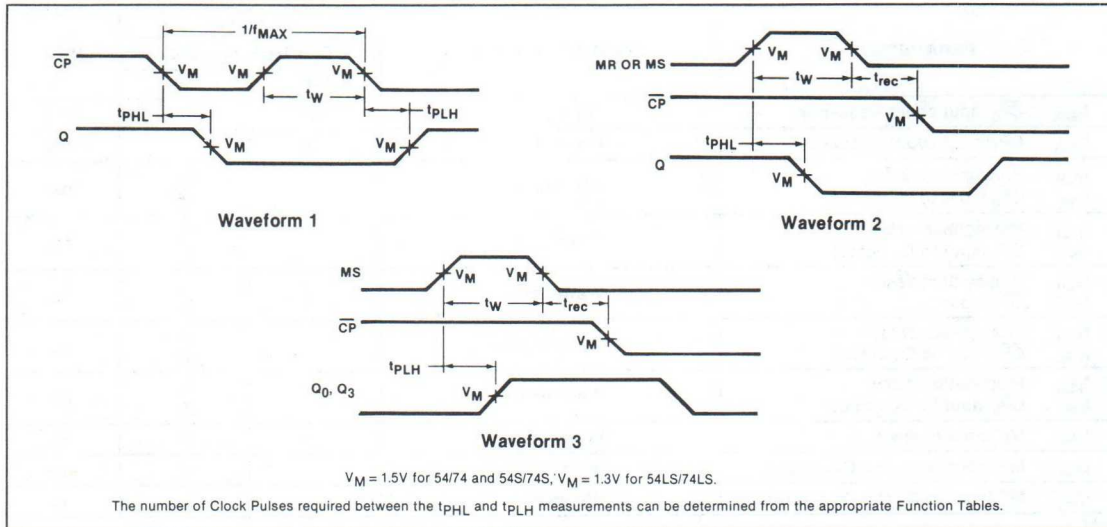 1/fMAX
CP
VM VM VM
tW
tPHL tPLH
Q
VM VM
Waveform 1
MR OR MS
VM VM
tW trec
CP
VM
tPHL
Q
VM
Waveform 2
MS
VM VM
tW trec
CP
VM
tPLH
Q0, Q3
VM
Waveform 3
VM = 1.5V for 54/74 and 54S/74S, VM = 1.3V for 54LS/74LS.
The number of Clock Pulses required between the tPHL and tPLH measurements can be determined from the appropriate Function Tables.